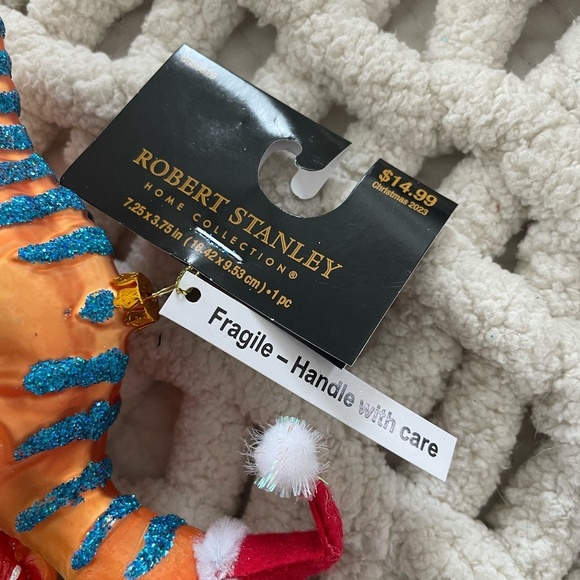 ROBERT STANLEY
HOME COLLECTION®
7.25 x 3.75 in (18.42 x 9.53 cm) • 1 pc
$14.99
Christmas 2023
Fragile – Handle with care